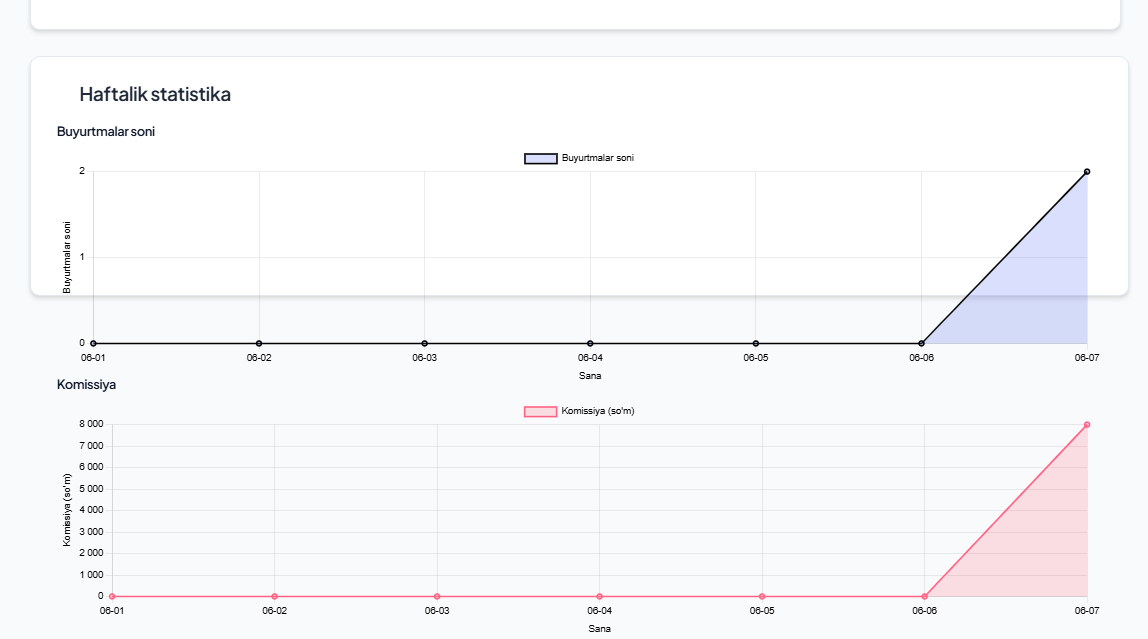 Haftalik statistika
Buyurtmalar soni
Buyurtmalar soni
Buyurtmalar soni
2
1
0
06-01 06-02 06-03 06-04 06-05 06-06 06-07
Sana
Komissiya
Komissiya (so'm)
Komissiya (so'm)
8 000
7 000
6 000
5 000
4 000
3 000
2 000
1 000
0
06-01 06-02 06-03 06-04 06-05 06-06 06-07
Sana